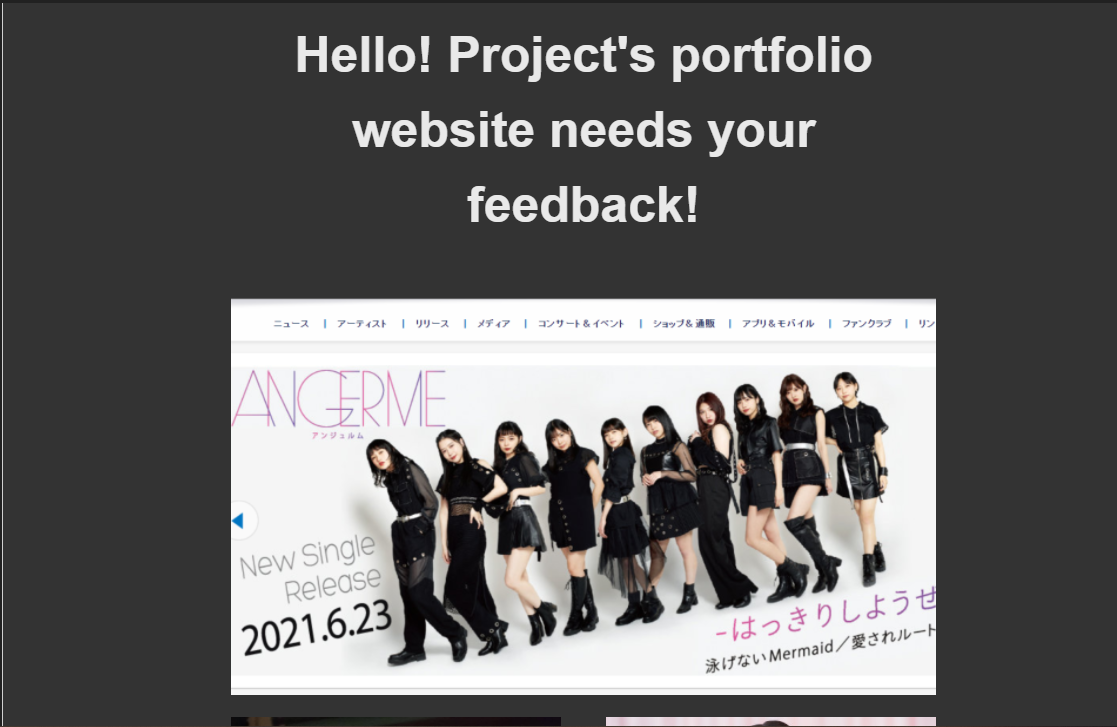 Hello! Project's portfolio
website needs your
feedback!
ニュース | アーティスト | リリース | メディア | コンサート＆イベント | ショップ＆通販 | アプリ＆モバイル | ファンクラブ | リン
ANGERME
アンジュルム
New Single
Release
2021.6.23
-はっきりしようせ
泳げないMermaid／愛されルート